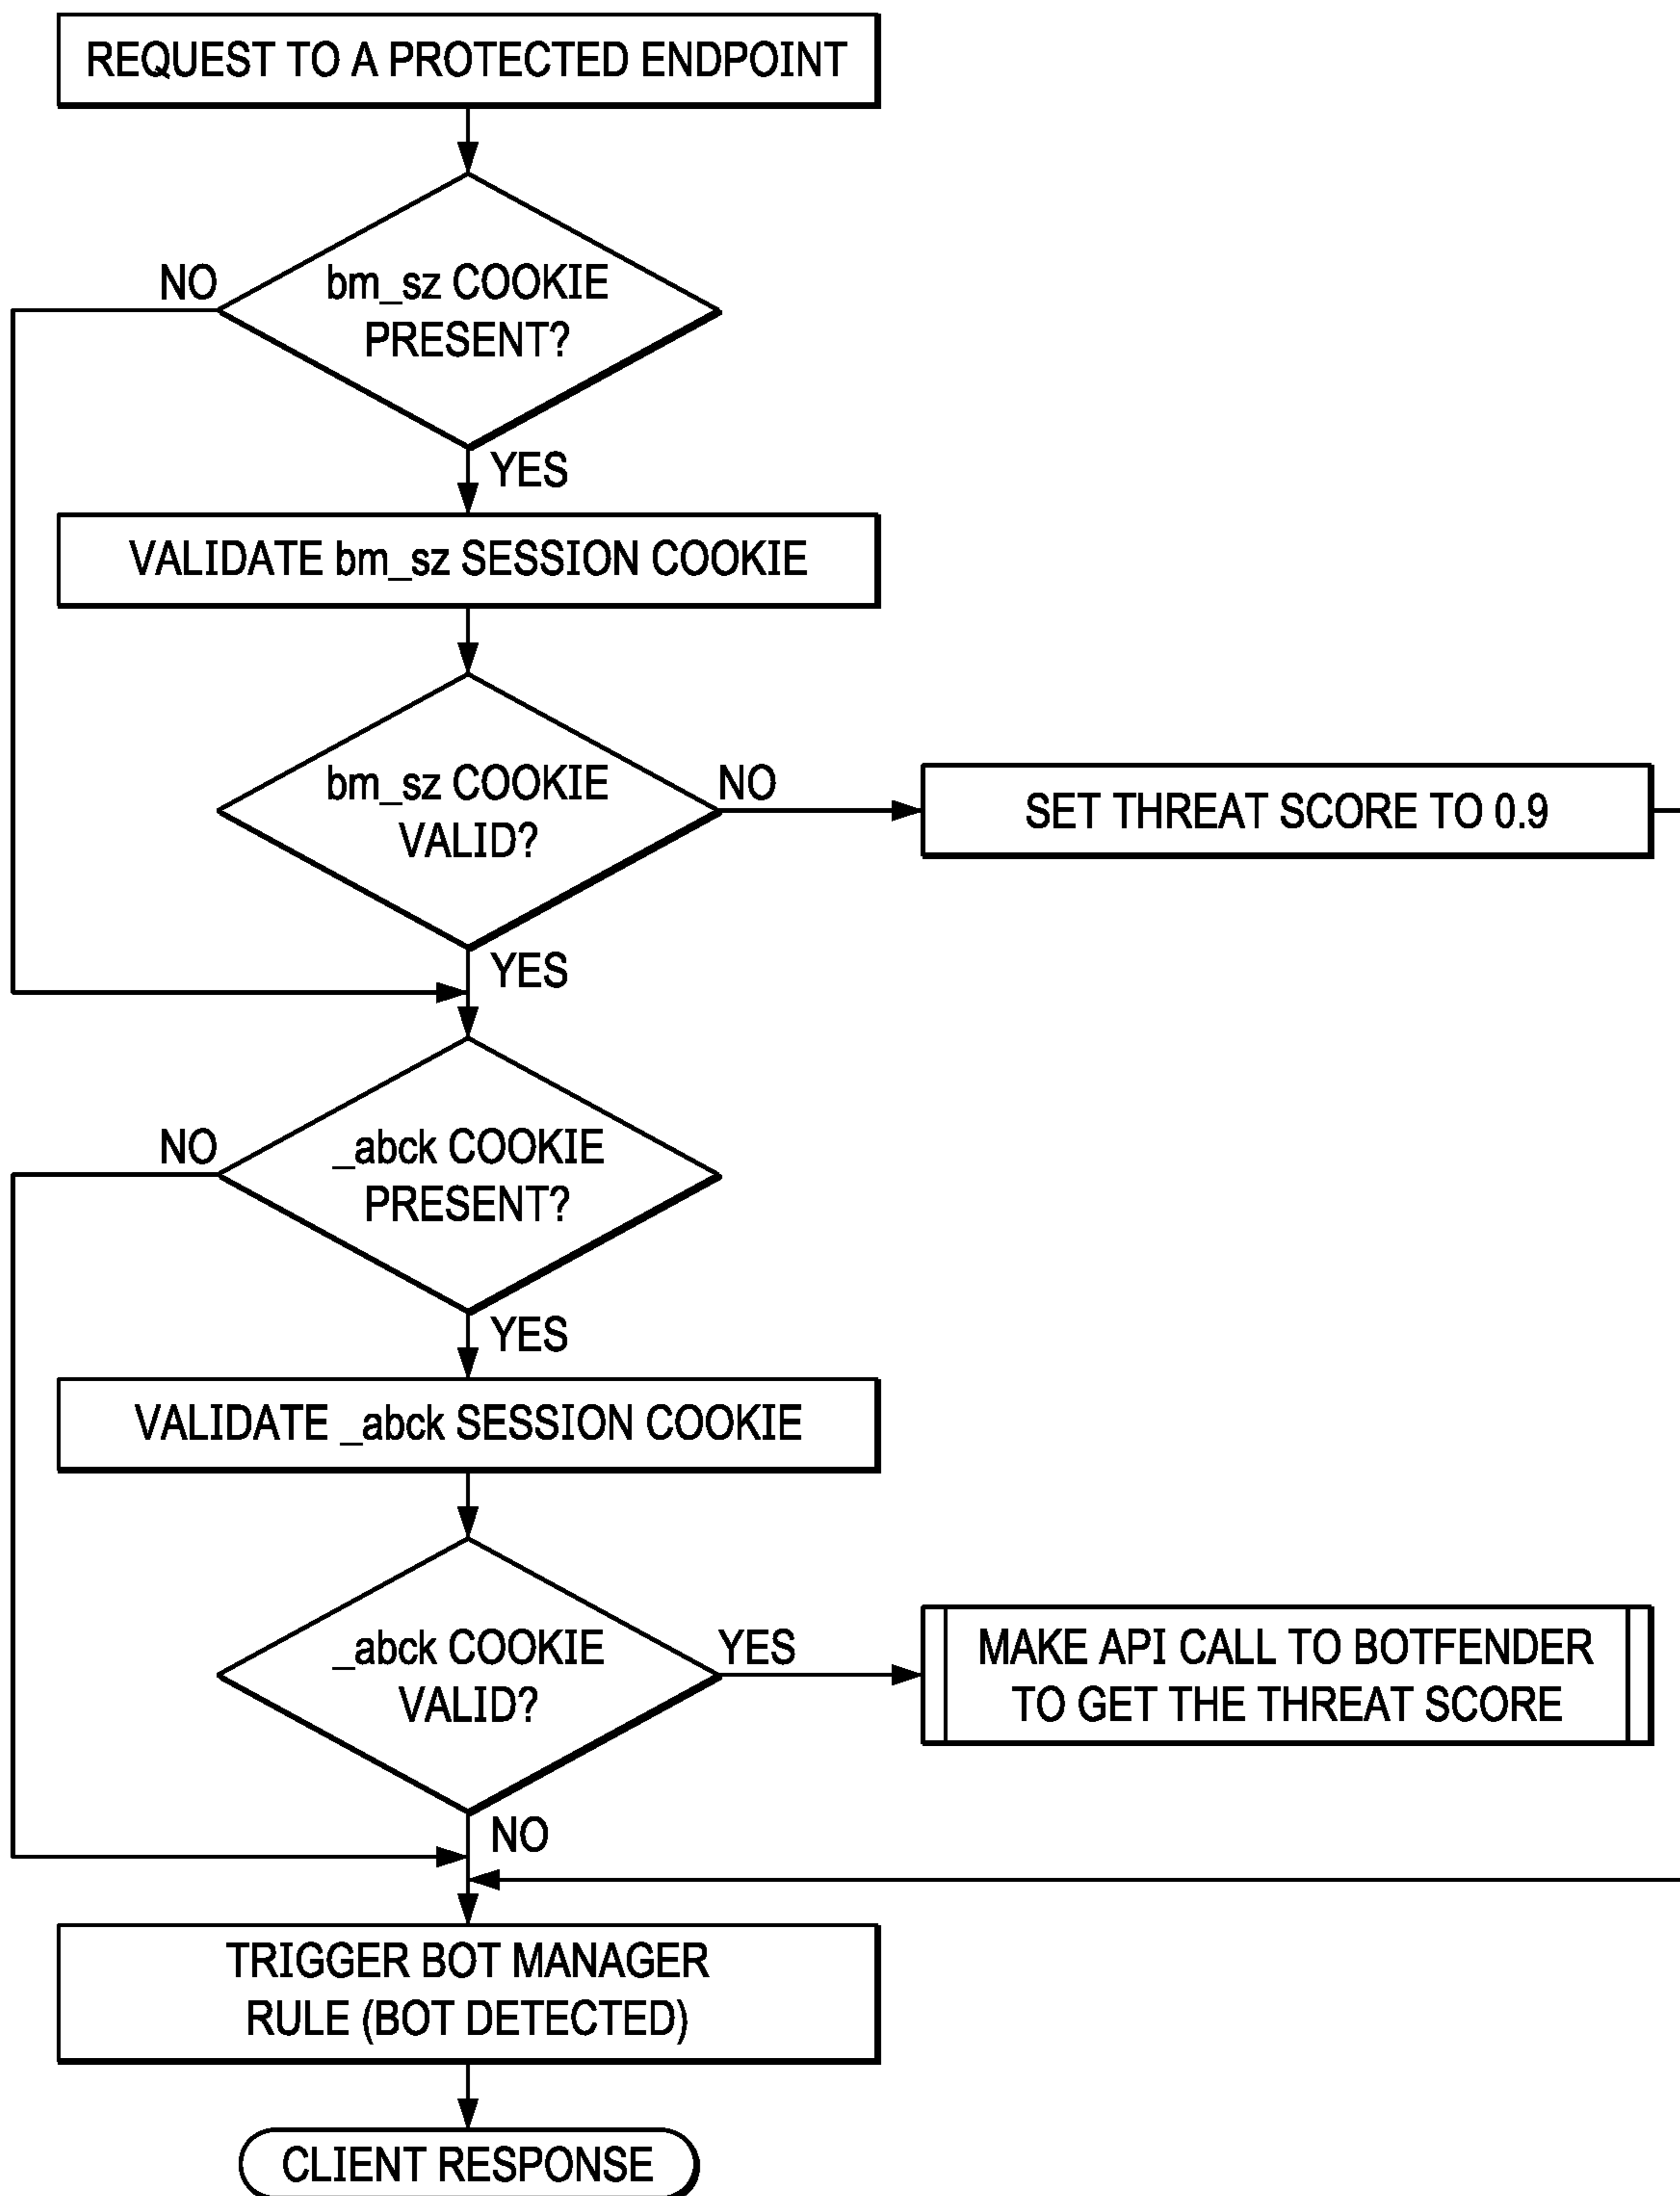 REQUEST TO A PROTECTED ENDPOINT
NO
bm_sz COOKIE
PRESENT?
YES
VALIDATE bm_sz SESSION COOKIE
bm_sz COOKIE
VALID?
NO
SET THREAT SCORE TO 0.9
YES
NO
_abck COOKIE
PRESENT?
YES
VALIDATE _abck SESSION COOKIE
_abck COOKIE
VALID?
YES
MAKE API CALL TO BOTFENDER
TO GET THE THREAT SCORE
NO
TRIGGER BOT MANAGER
RULE (BOT DETECTED)
CLIENT RESPONSE